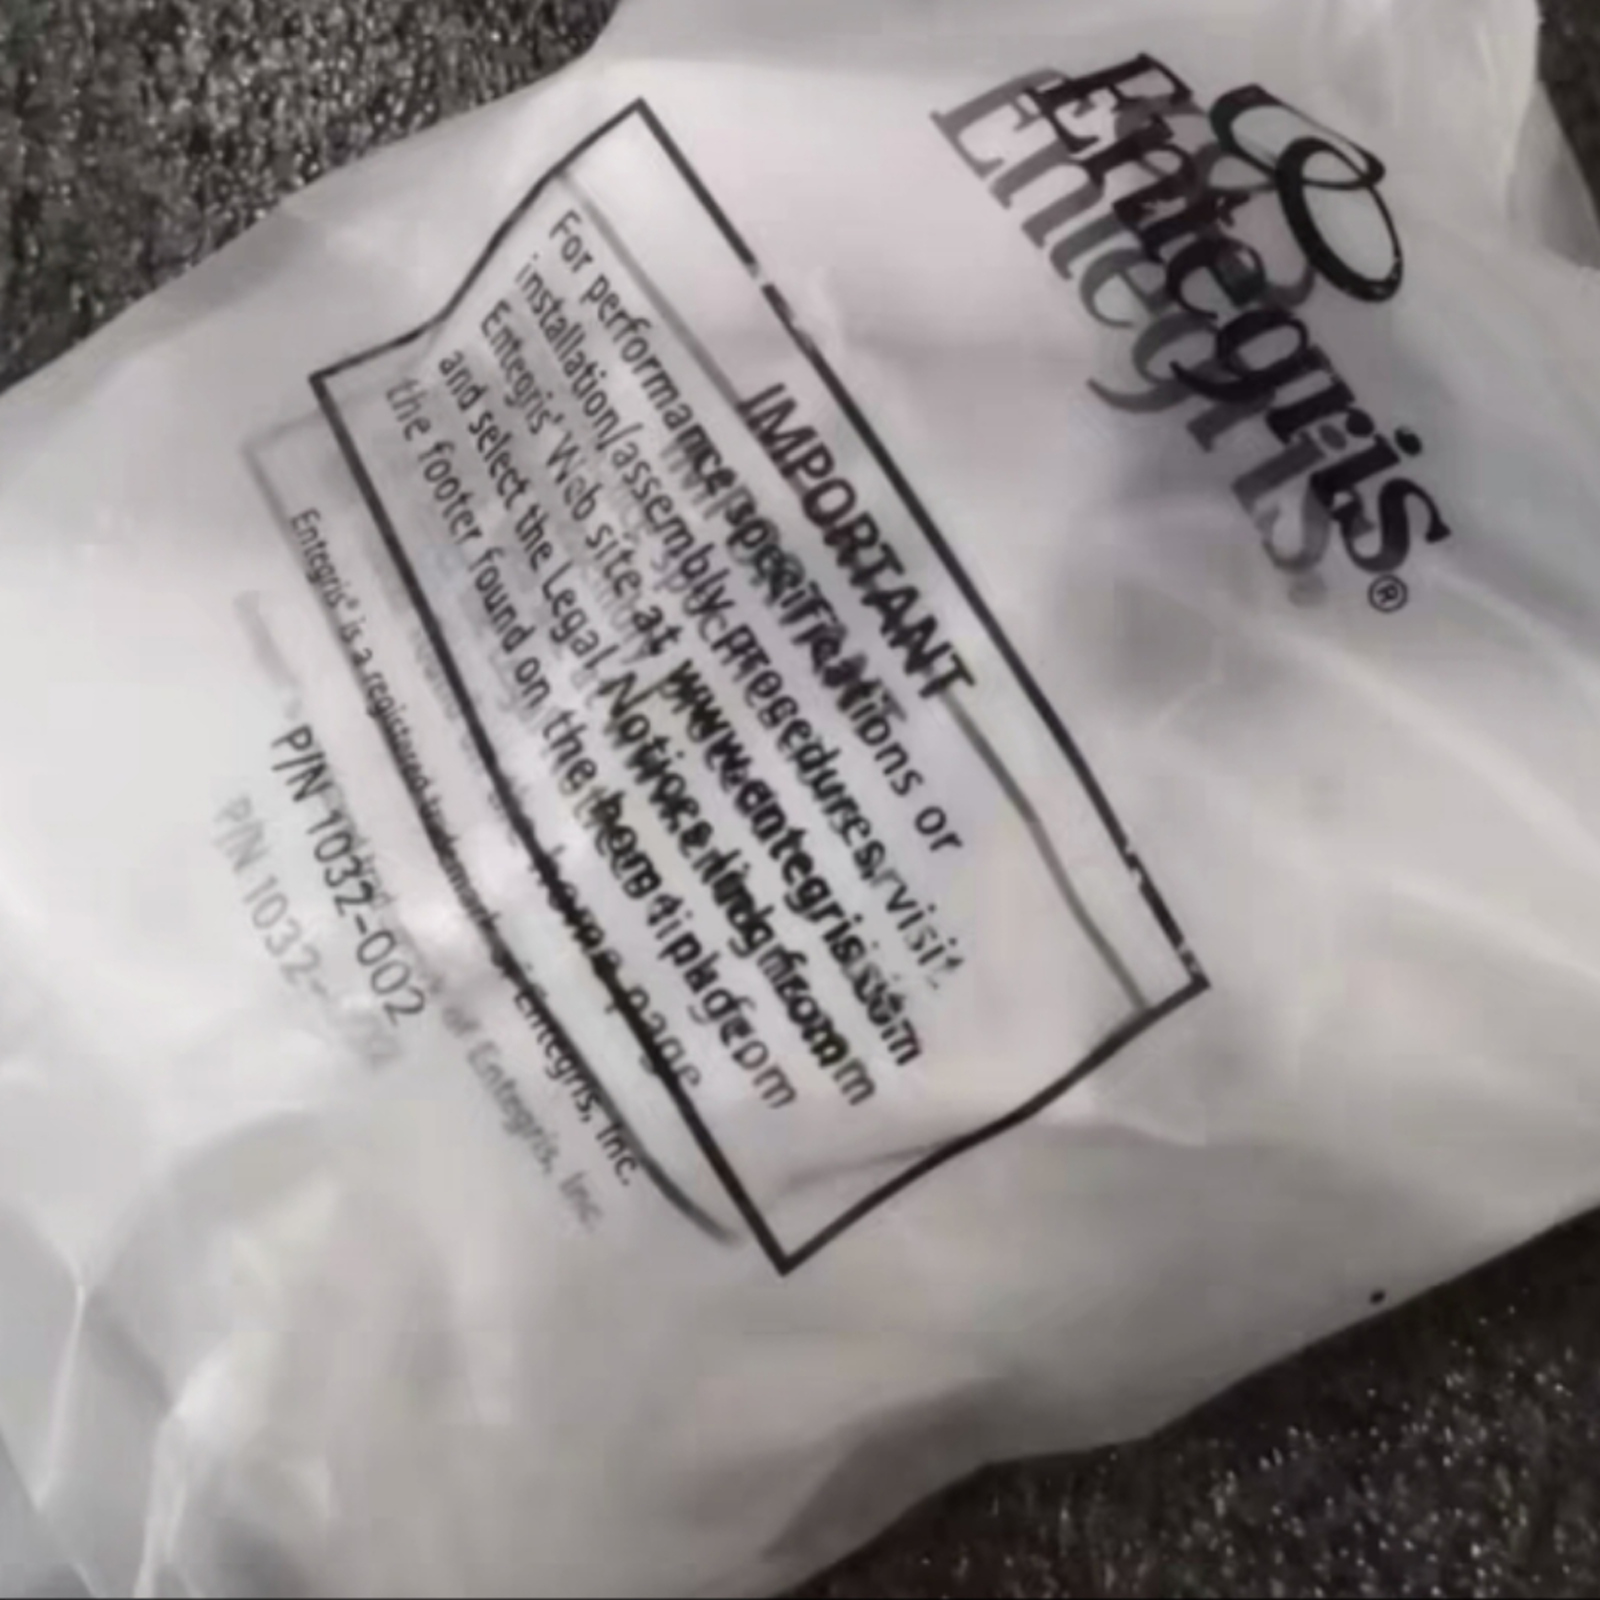 Entegris®
IMPORTANT
For performance specifications or
installation/assembly procedures, visit
Entegris' Web site at www.entegris.com
and select the Legal Notice link from
the footer found on the home page
Entegris® is a registered trademark of Entegris, Inc.
P/N 1032-002